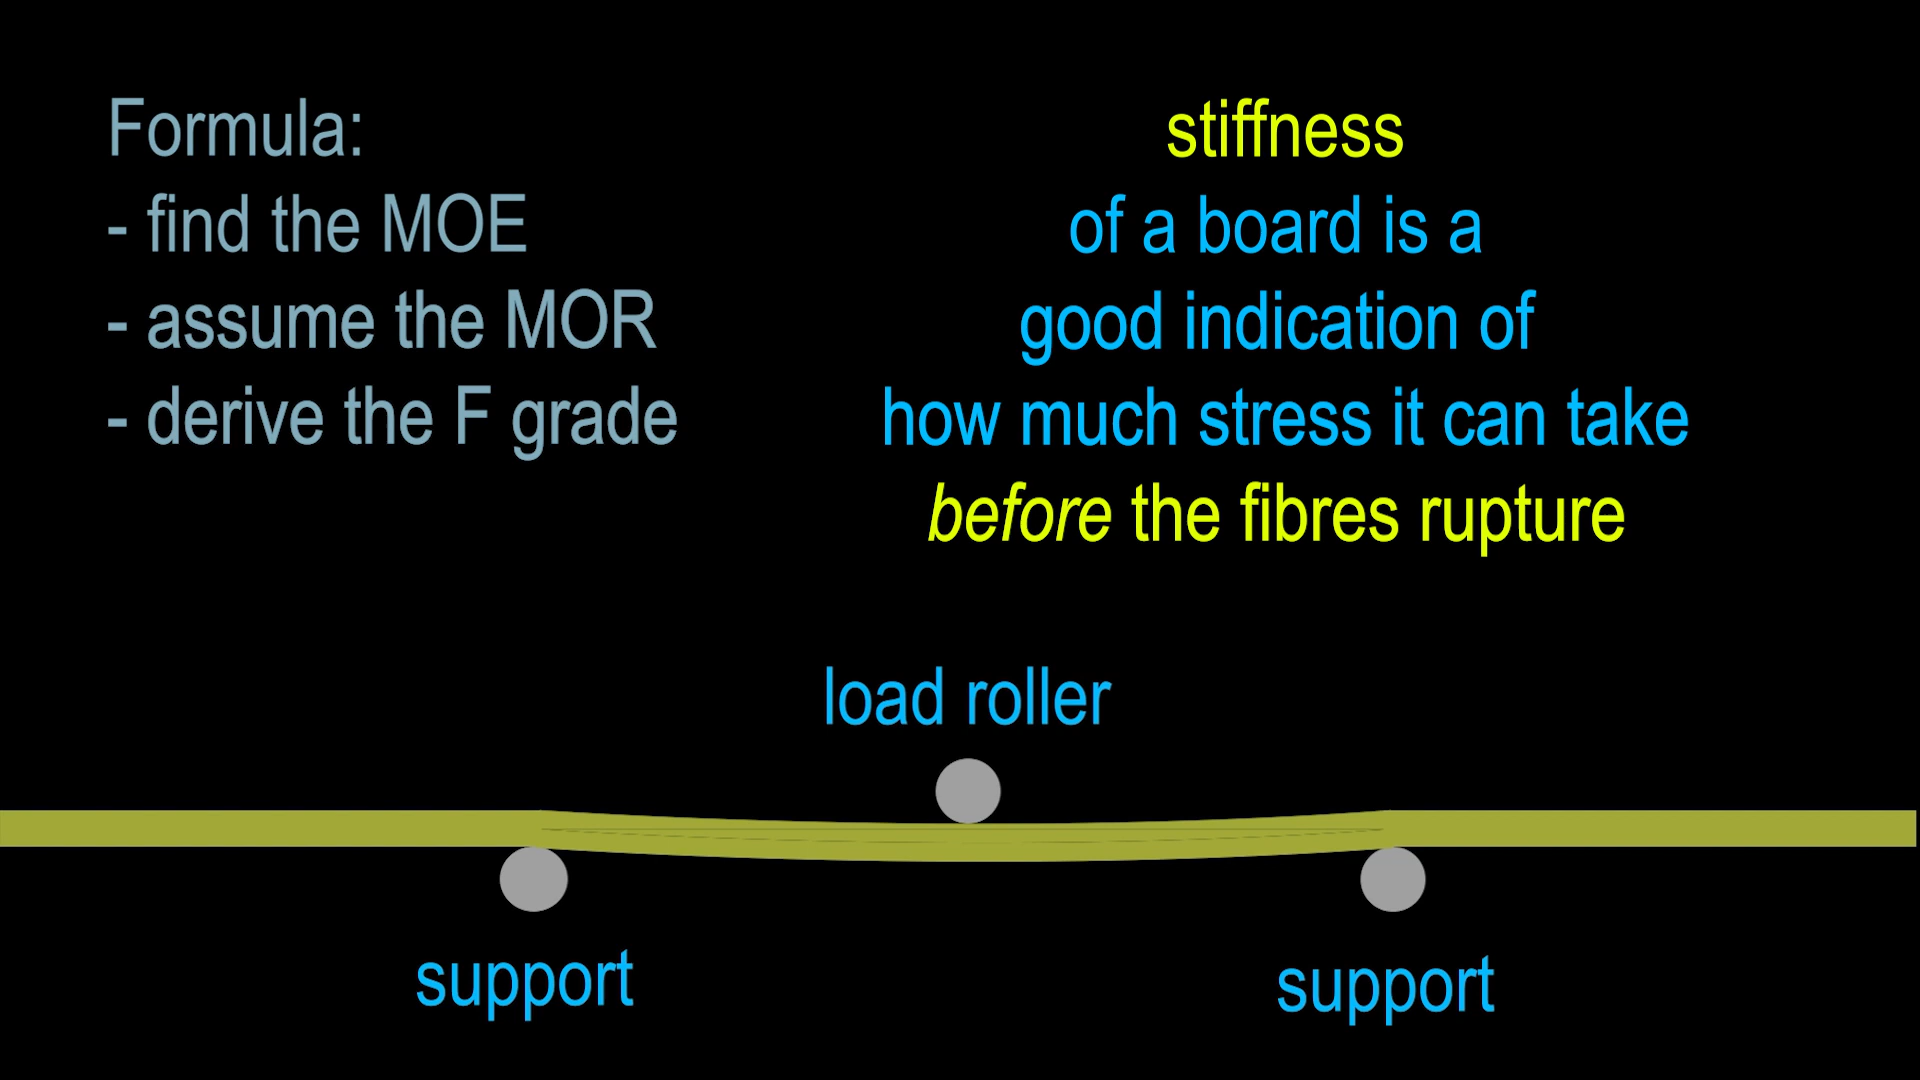 Formula:
- find the MOE
- assume the MOR
- derive the F grade
stiffness
of a board is a
good indication of
how much stress it can take
before the fibres rupture
load roller
support
support